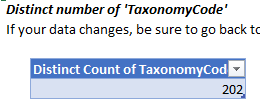 Distinct number of 'TaxonomyCode'
If your data changes, be sure to go back to
Distinct Count of TaxonomyCod
202